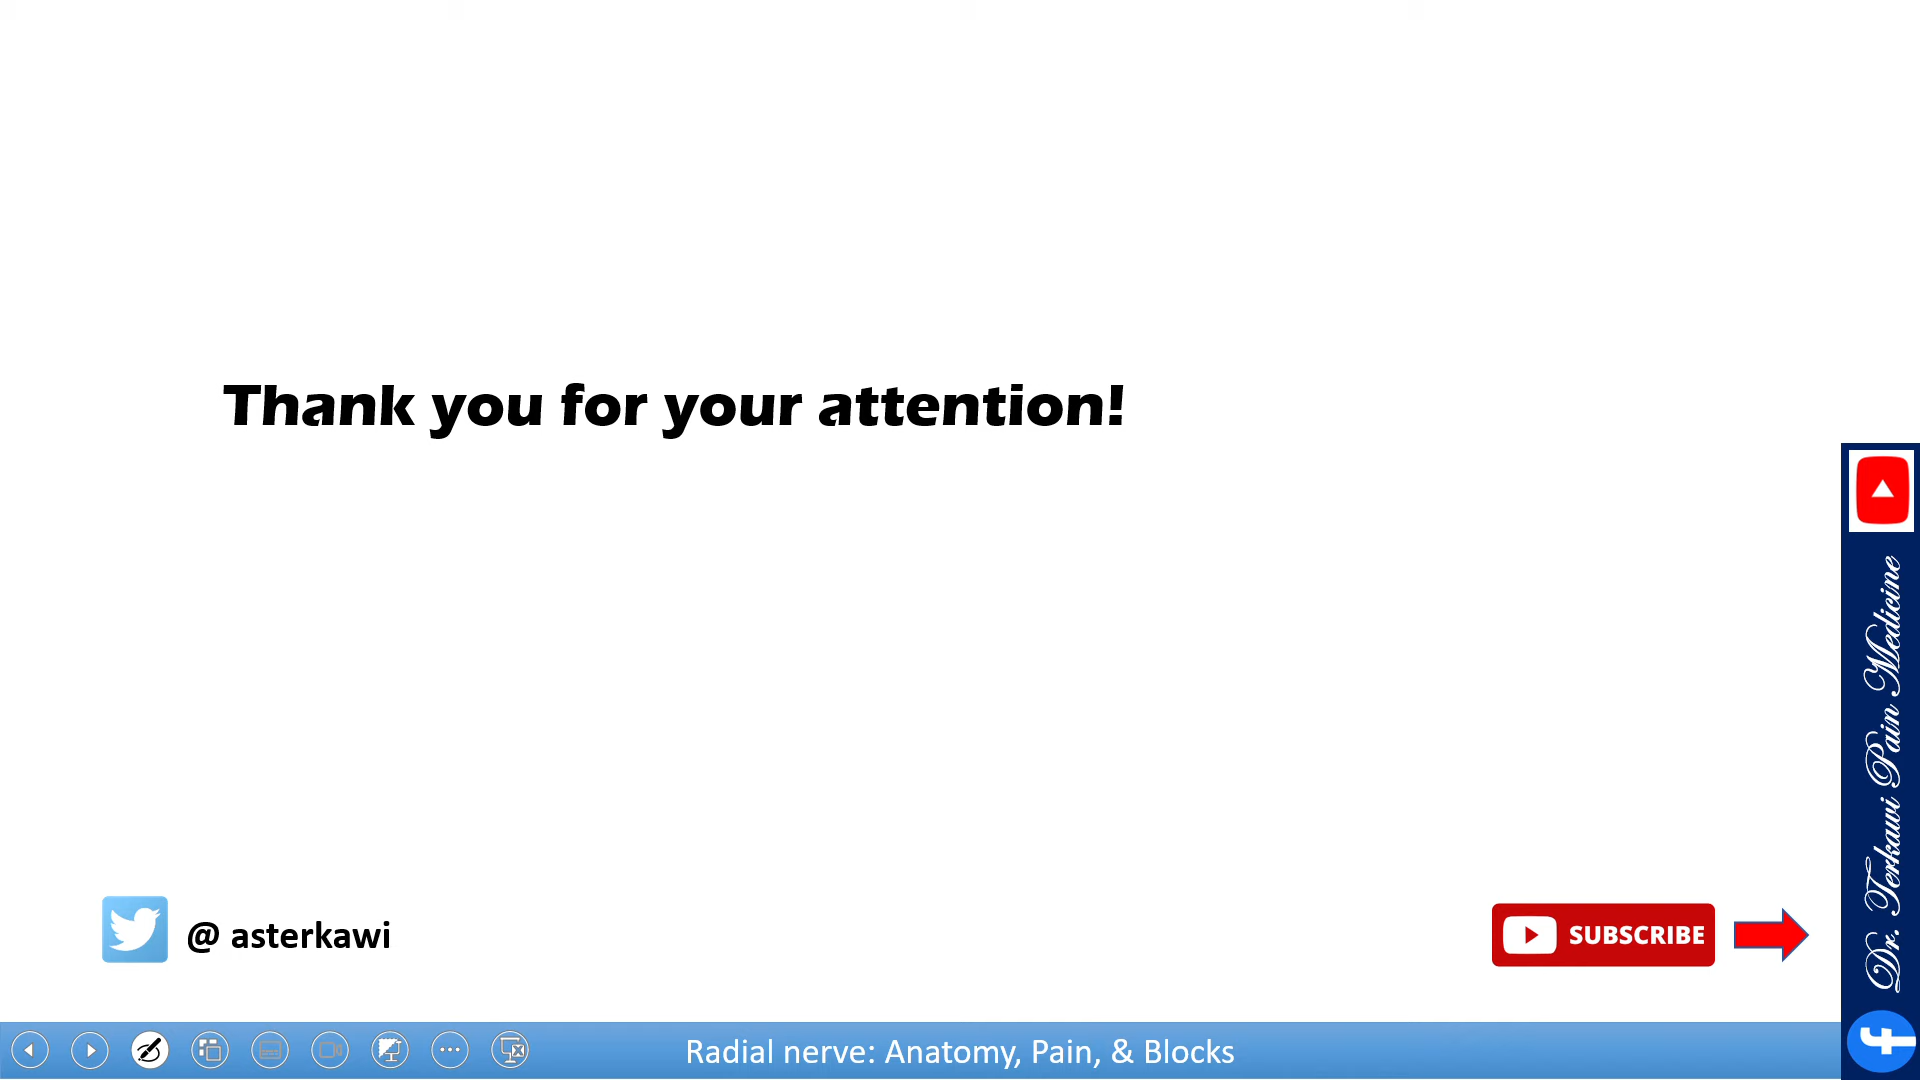 Thank you for your attention!
@ asterkawi
SUBSCRIBE
Dr. Terkawi Pain Medicine
Radial nerve: Anatomy, Pain, & Blocks